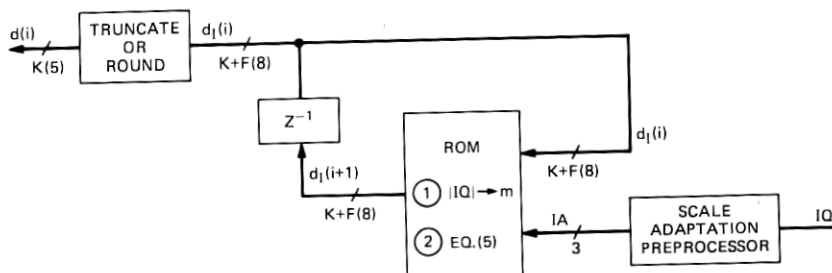 d(i)
K(5)
TRUNCATE
OR
ROUND
d_I(i)
K+F(8)
Z⁻¹
d_I(i+1)
K+F(8)
ROM
① |IQ| → m
② EQ.(5)
d_I(i)
K+F(8)
IA
3
SCALE
ADAPTATION
PREPROCESSOR
IQ